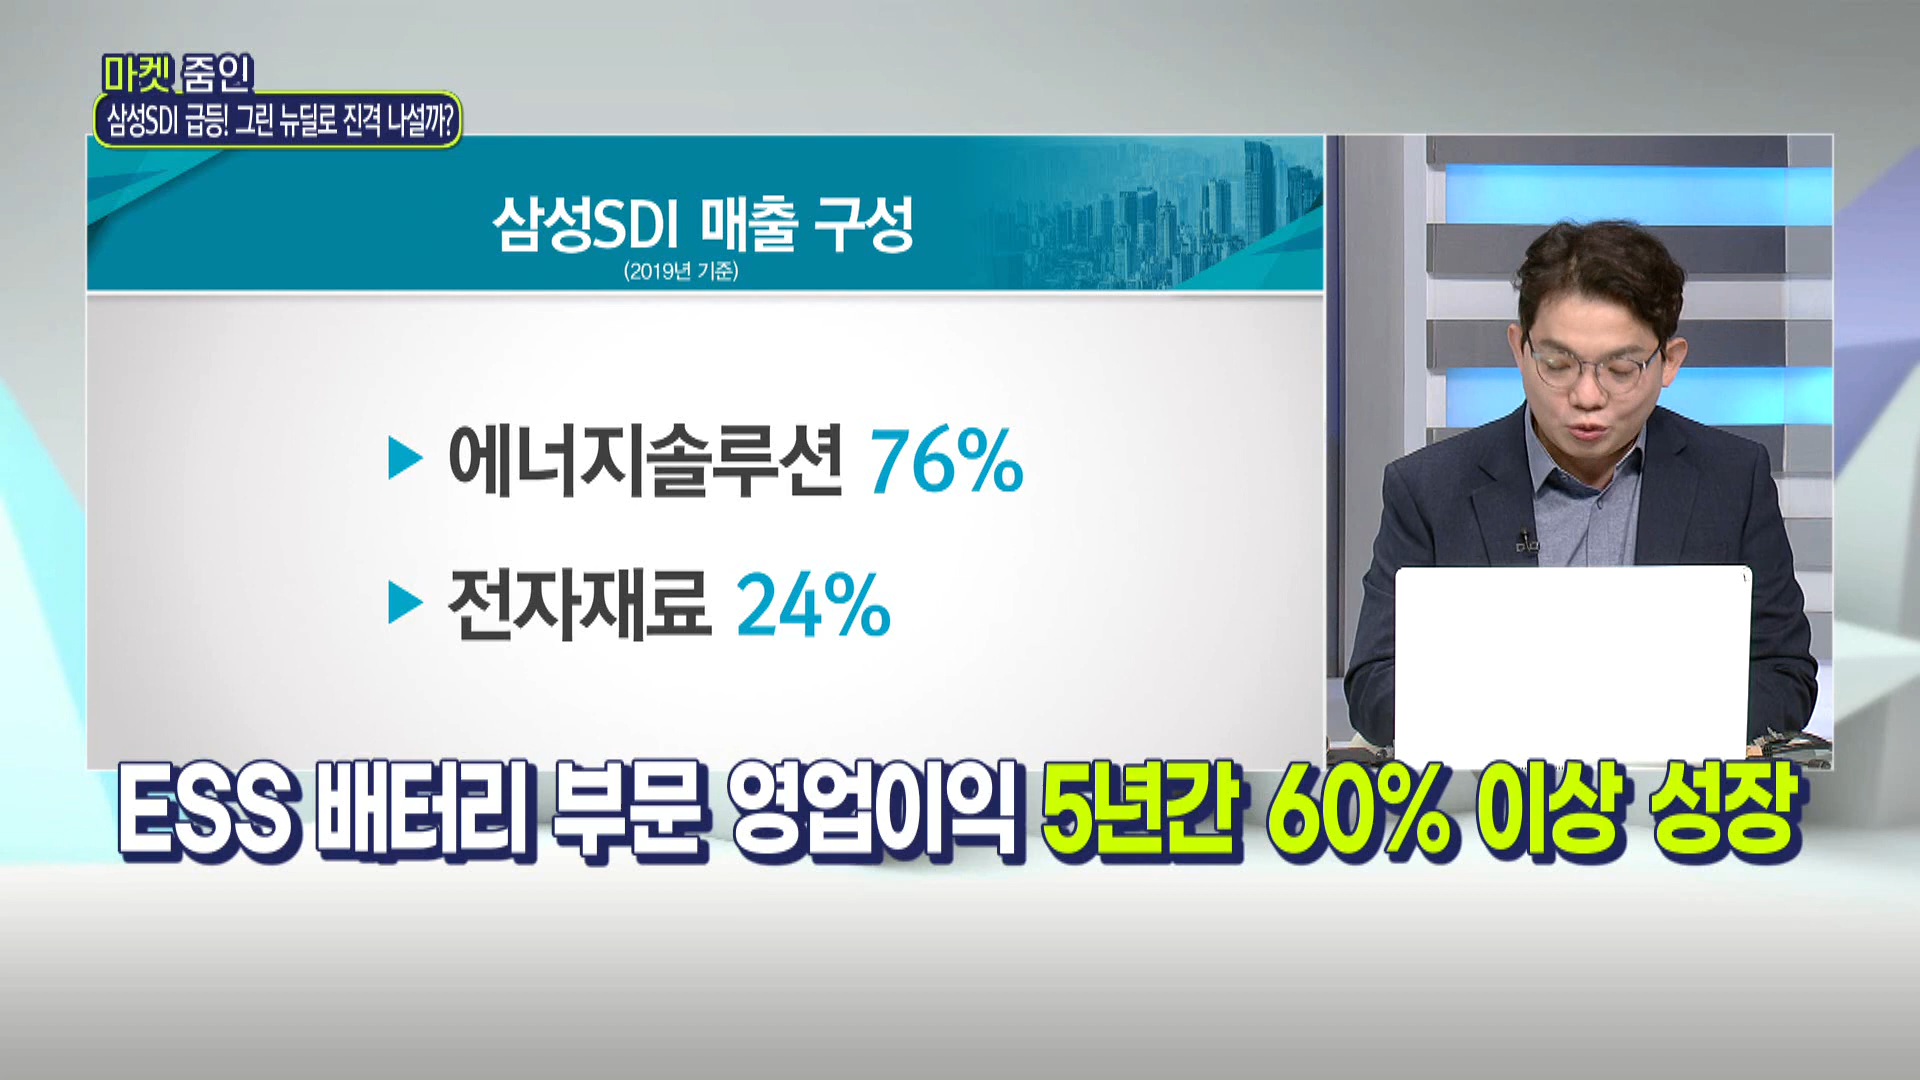 마켓 줌인
삼성SDI 급등! 그린 뉴딜로 진격 나설까?
삼성SDI 매출 구성
(2019년 기준)
▶ 에너지솔루션 76%
▶ 전자재료 24%
ESS 배터리 부문 영업이익 5년간 60% 이상 성장